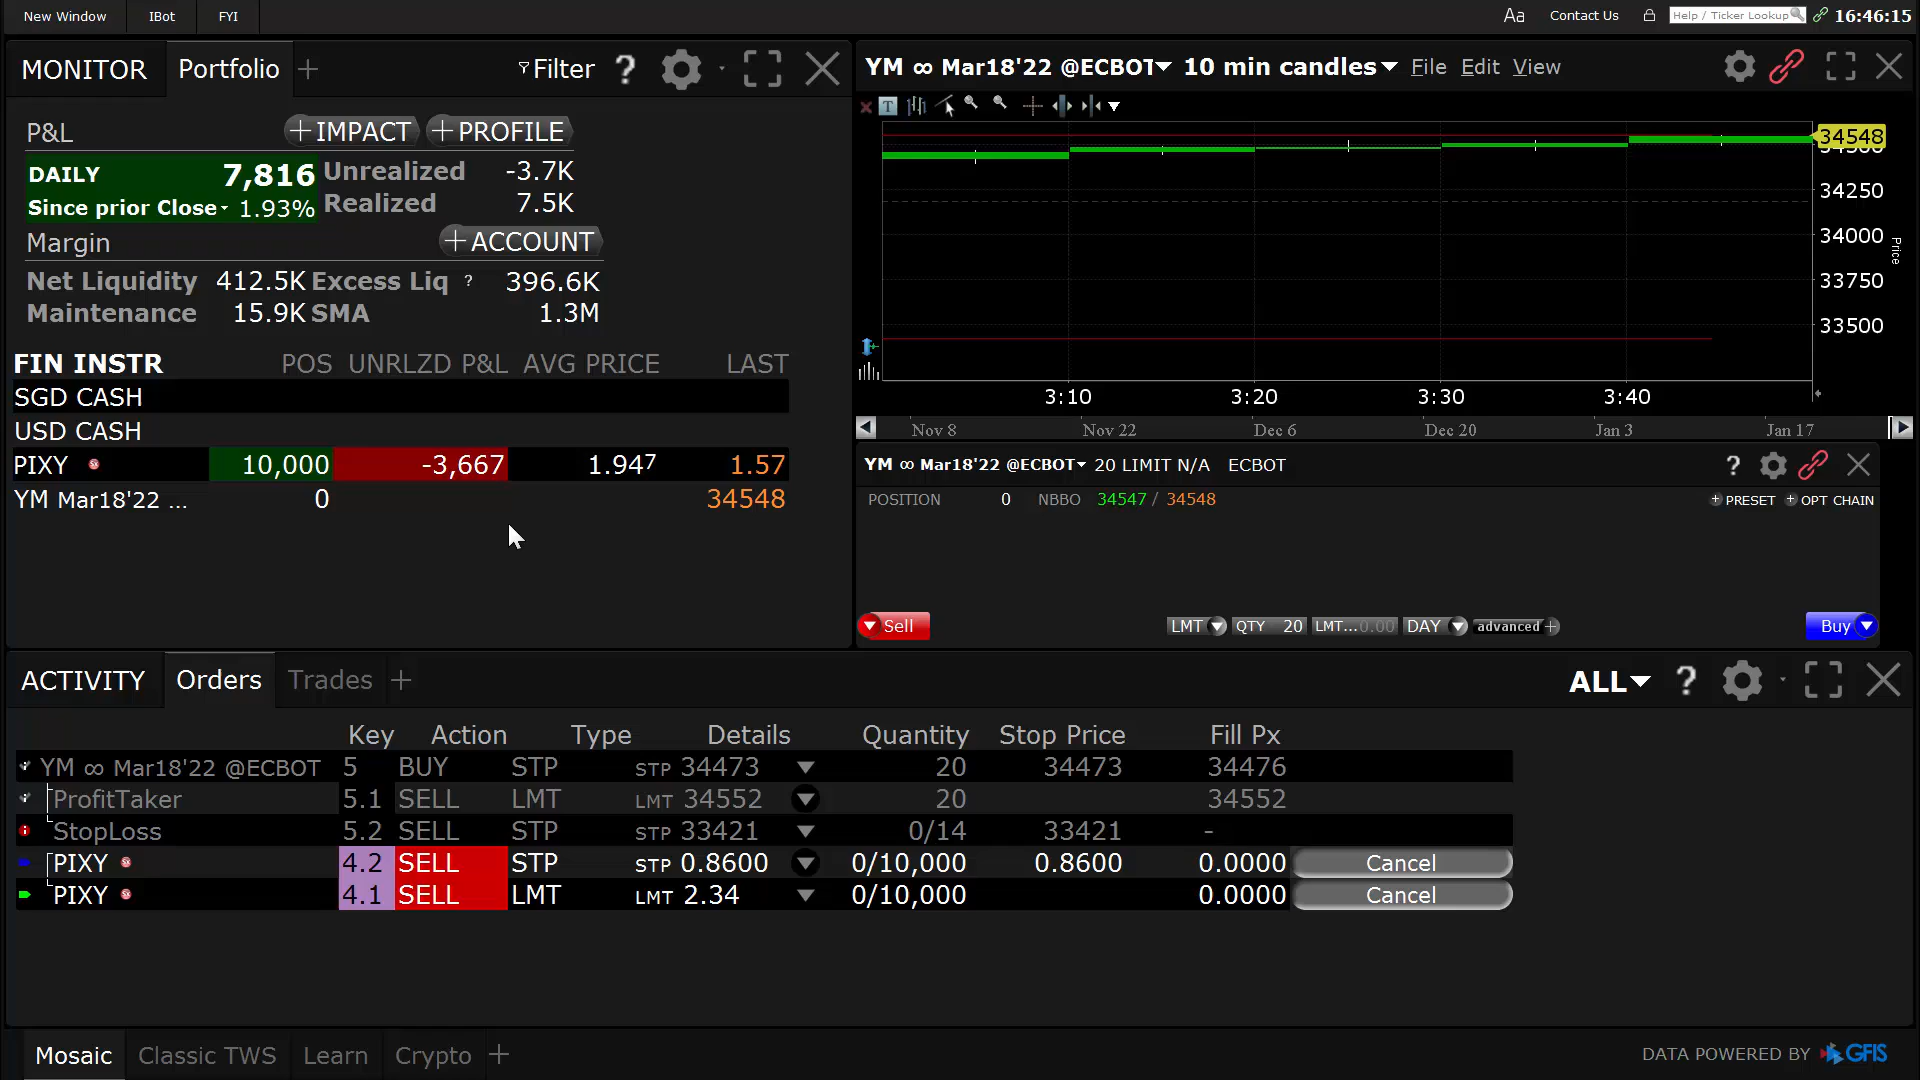 New Window IBot FYI Aa Contact Us Help / Ticker Lookup 16:46:15
MONITOR Portfolio + Filter ?
P&L +IMPACT +PROFILE
DAILY 7,816 Unrealized -3.7K
Since prior Close 1.93% Realized 7.5K
Margin +ACCOUNT
Net Liquidity 412.5K Excess Liq ? 396.6K
Maintenance 15.9K SMA 1.3M
FIN INSTR POS UNRLZD P&L AVG PRICE LAST
SGD CASH
USD CASH
PIXY 10,000 -3,667 1.947 1.57
YM Mar18'22 ... 0 34548
YM ∞ Mar18'22 @ECBOT 10 min candles File Edit View
T
34548
34250
34000
33750
33500
Price
3:10 3:20 3:30 3:40
Nov 8 Nov 22 Dec 6 Dec 20 Jan 3 Jan 17
YM ∞ Mar18'22 @ECBOT 20 LIMIT N/A ECBOT ?
POSITION 0 NBBO 34547 / 34548 + PRESET + OPT CHAIN
Sell LMT QTY 20 LMT...0.00 DAY advanced + Buy
ACTIVITY Orders Trades + ALL ?
Key Action Type Details Quantity Stop Price Fill Px
YM ∞ Mar18'22 @ECBOT 5 BUY STP STP 34473 20 34473 34476
ProfitTaker 5.1 SELL LMT LMT 34552 20 34552
StopLoss 5.2 SELL STP STP 33421 0/14 33421 -
PIXY 4.2 SELL STP STP 0.8600 0/10,000 0.8600 0.0000 Cancel
PIXY 4.1 SELL LMT LMT 2.34 0/10,000 0.0000 Cancel
Mosaic Classic TWS Learn Crypto + DATA POWERED BY GFIS